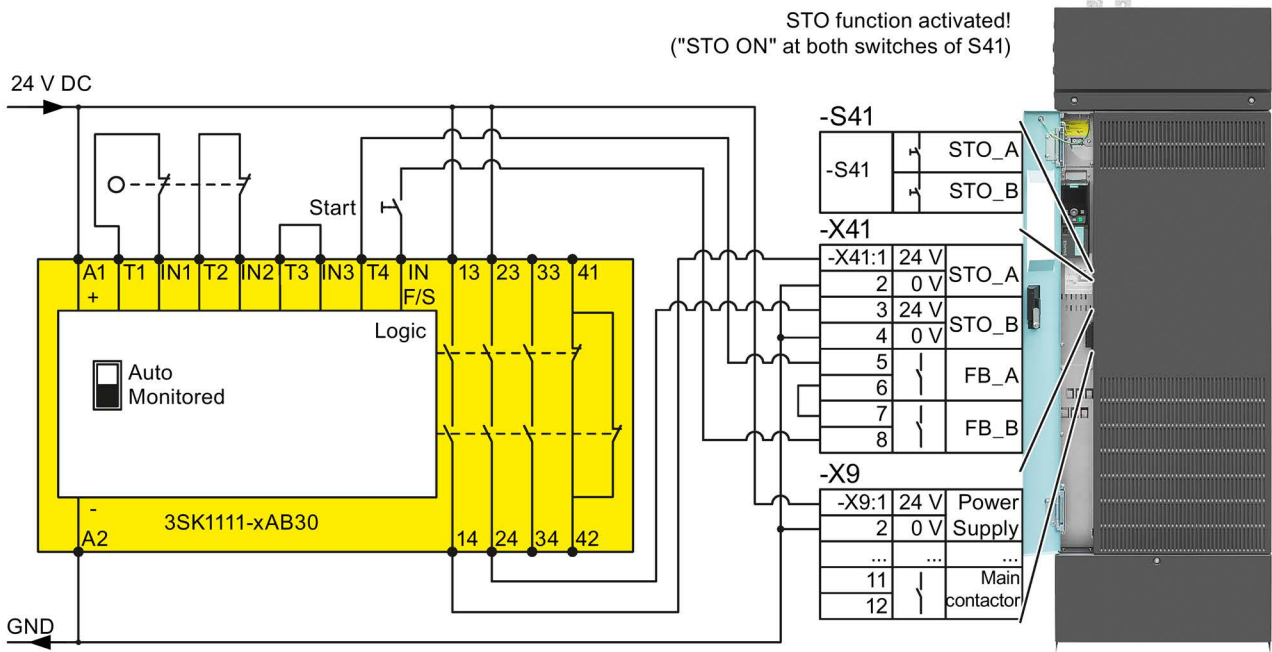 STO function activated!
("STO ON" at both switches of S41)
24 V DC
-S41
-S41
STO_A
STO_B
Start
-X41
-X41:1 24 V
STO_A
2 0 V
3 24 V
STO_B
4 0 V
5
FB_A
6
7
FB_B
8
A1 T1 IN1 T2 IN2 T3 IN3 T4 IN 13 23 33 41
+ F/S
Logic
Auto
Monitored
-X9
-X9:1 24 V Power
2 0 V Supply
... ... ...
11 Main
12 contactor
-
3SK1111-xAB30
A2 14 24 34 42
GND